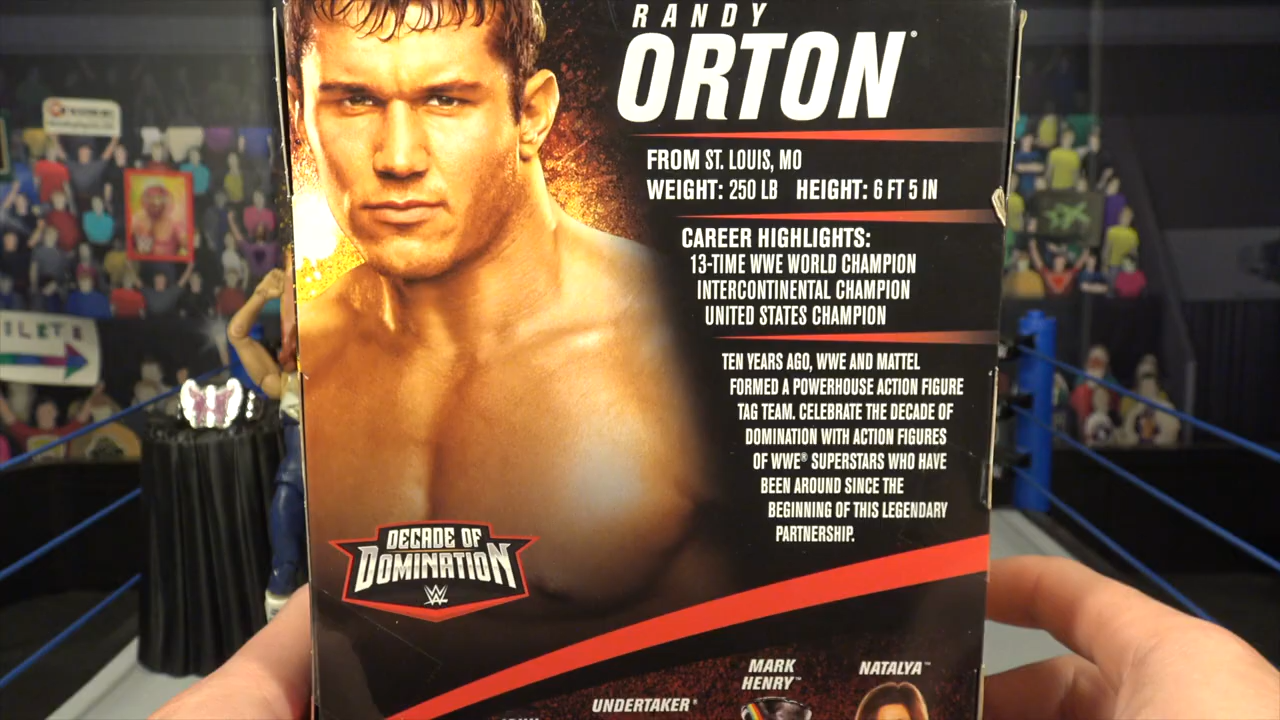 RANDY
ORTON®
FROM ST. LOUIS, MO
WEIGHT: 250 LB HEIGHT: 6 FT 5 IN
CAREER HIGHLIGHTS:
13-TIME WWE WORLD CHAMPION
INTERCONTINENTAL CHAMPION
UNITED STATES CHAMPION
TEN YEARS AGO, WWE AND MATTEL
FORMED A POWERHOUSE ACTION FIGURE
TAG TEAM. CELEBRATE THE DECADE OF
DOMINATION WITH ACTION FIGURES
OF WWE® SUPERSTARS WHO HAVE
BEEN AROUND SINCE THE
BEGINNING OF THIS LEGENDARY
PARTNERSHIP.
DECADE OF
DOMINATION
W
MARK
HENRY™
NATALYA™
UNDERTAKER®